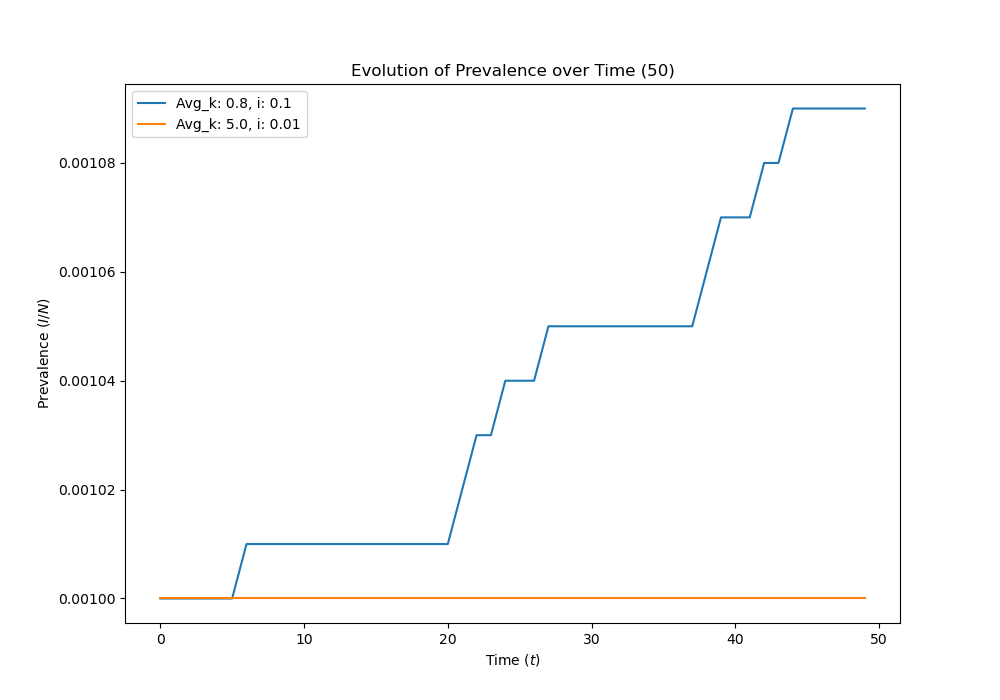 Evolution of Prevalence over Time (50)
Avg_k: 0.8, i: 0.1
Avg_k: 5.0, i: 0.01
Prevalence (I/N)
0.00108
0.00106
0.00104
0.00102
0.00100
0 10 20 30 40 50
Time (t)